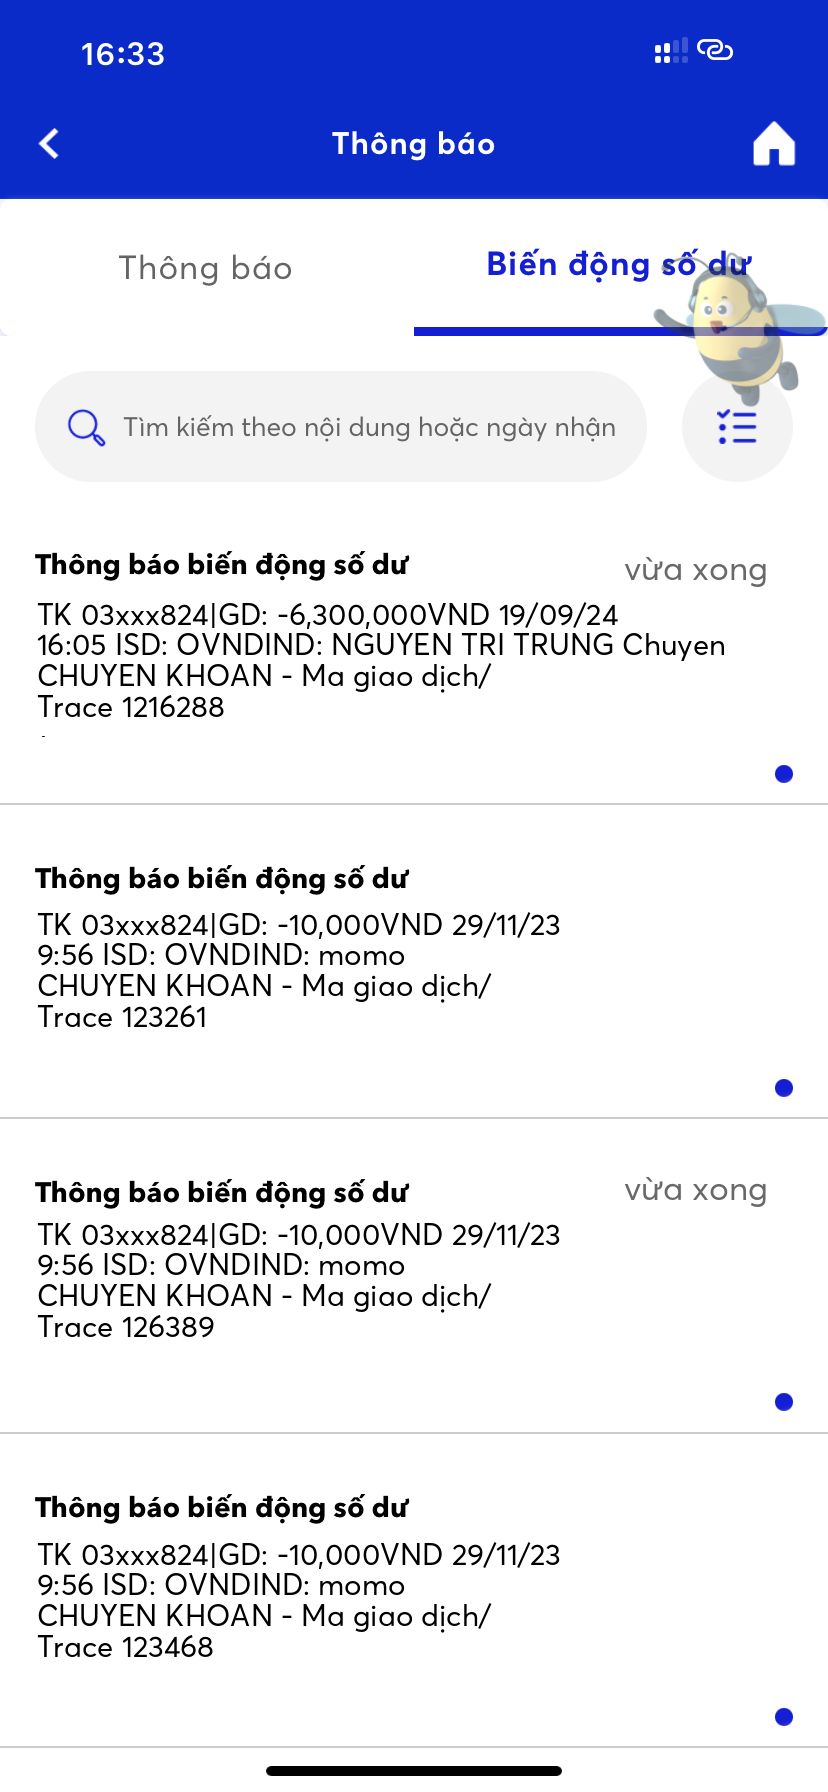 16:33
Thông báo
Thông báo
Biến động số dư
Tìm kiếm theo nội dung hoặc ngày nhận
Thông báo biến động số dư
vừa xong
TK 03xxx824|GD: -6,300,000VND 19/09/24
16:05 ISD: OVNDIND: NGUYEN TRI TRUNG Chuyen
CHUYEN KHOAN - Ma giao dịch/
Trace 1216288
Thông báo biến động số dư
TK 03xxx824|GD: -10,000VND 29/11/23
9:56 ISD: OVNDIND: momo
CHUYEN KHOAN - Ma giao dịch/
Trace 123261
Thông báo biến động số dư
vừa xong
TK 03xxx824|GD: -10,000VND 29/11/23
9:56 ISD: OVNDIND: momo
CHUYEN KHOAN - Ma giao dịch/
Trace 126389
Thông báo biến động số dư
TK 03xxx824|GD: -10,000VND 29/11/23
9:56 ISD: OVNDIND: momo
CHUYEN KHOAN - Ma giao dịch/
Trace 123468